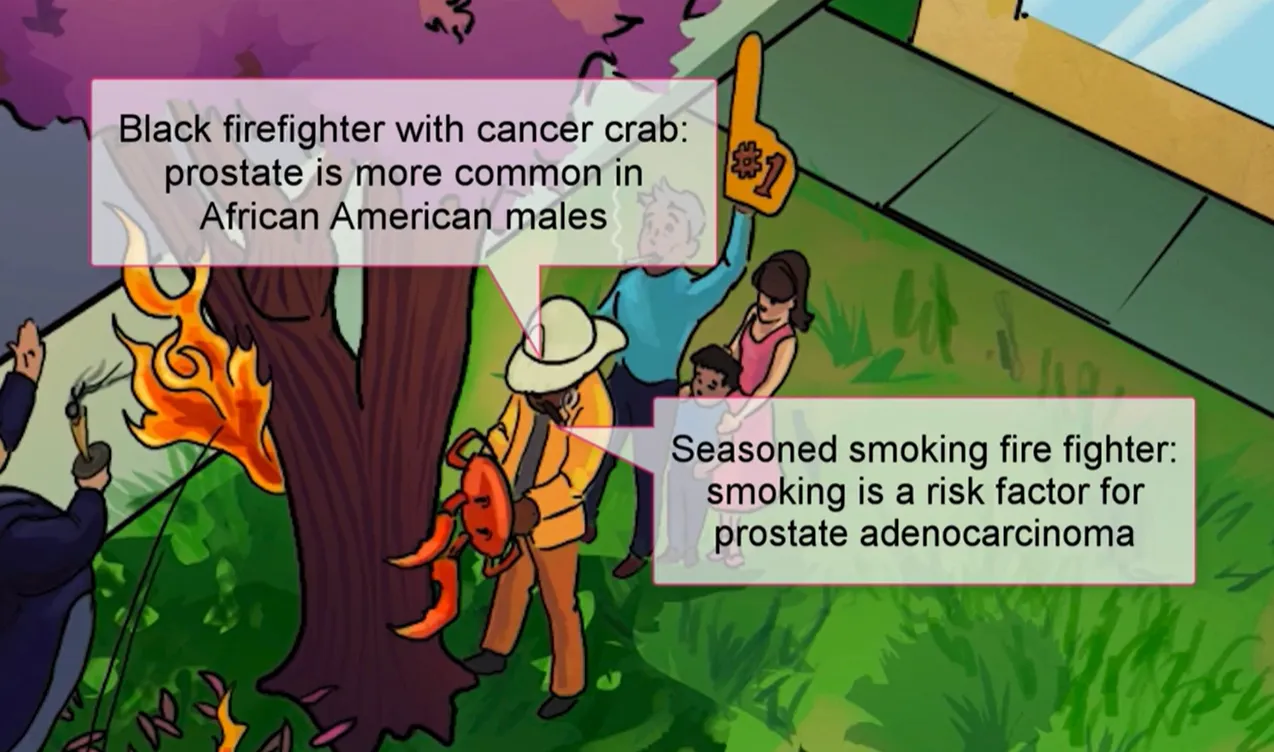 Black firefighter with cancer crab:
prostate is more common in
African American males
#1
Seasoned smoking fire fighter:
smoking is a risk factor for
prostate adenocarcinoma